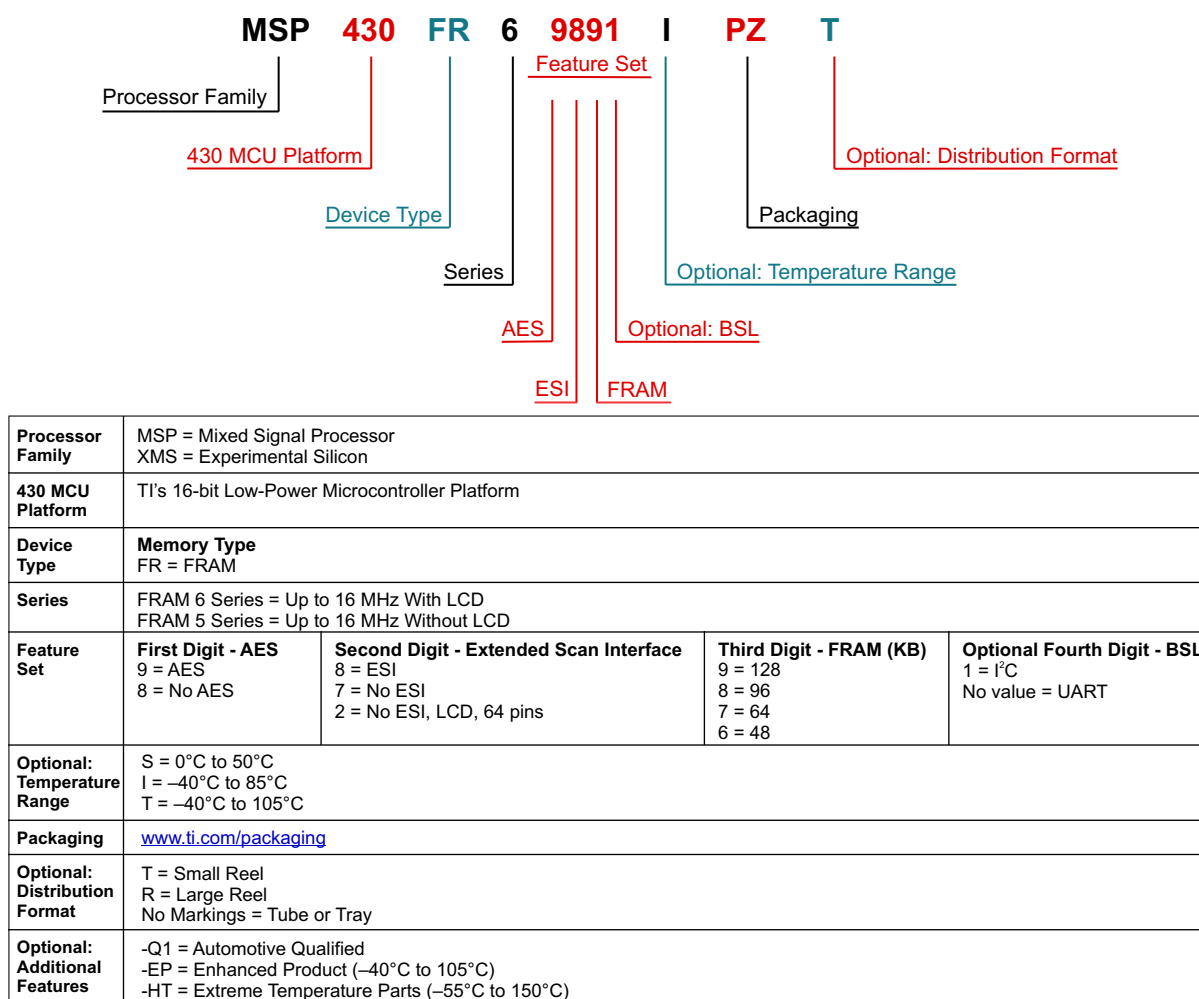 MSP 430 FR 6 9891 I PZ T
Feature Set
Processor Family
430 MCU Platform
Optional: Distribution Format
Device Type
Packaging
Series
Optional: Temperature Range
AES
Optional: BSL
ESI
FRAM
Processor Family
MSP = Mixed Signal Processor
XMS = Experimental Silicon
430 MCU Platform
TI's 16-bit Low-Power Microcontroller Platform
Device Type
Memory Type
FR = FRAM
Series
FRAM 6 Series = Up to 16 MHz With LCD
FRAM 5 Series = Up to 16 MHz Without LCD
Feature Set
First Digit - AES
9 = AES
8 = No AES
Second Digit - Extended Scan Interface
8 = ESI
7 = No ESI
2 = No ESI, LCD, 64 pins
Third Digit - FRAM (KB)
9 = 128
8 = 96
7 = 64
6 = 48
Optional Fourth Digit - BSL
1 = I²C
No value = UART
Optional: Temperature Range
S = 0°C to 50°C
I = –40°C to 85°C
T = –40°C to 105°C
Packaging
www.ti.com/packaging
Optional: Distribution Format
T = Small Reel
R = Large Reel
No Markings = Tube or Tray
Optional: Additional Features
-Q1 = Automotive Qualified
-EP = Enhanced Product (–40°C to 105°C)
-HT = Extreme Temperature Parts (–55°C to 150°C)